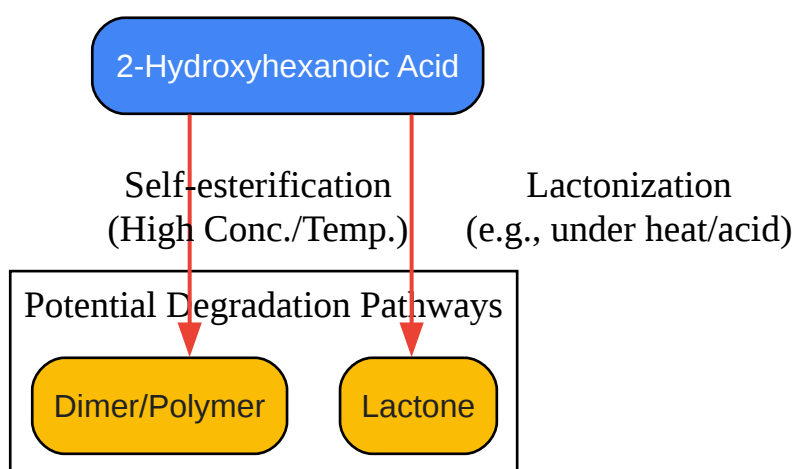 2-Hydroxyhexanoic Acid
Self-esterification
(High Conc./Temp.)
Lactonization
(e.g., under heat/acid)
Potential Degradation Pathways
Dimer/Polymer
Lactone